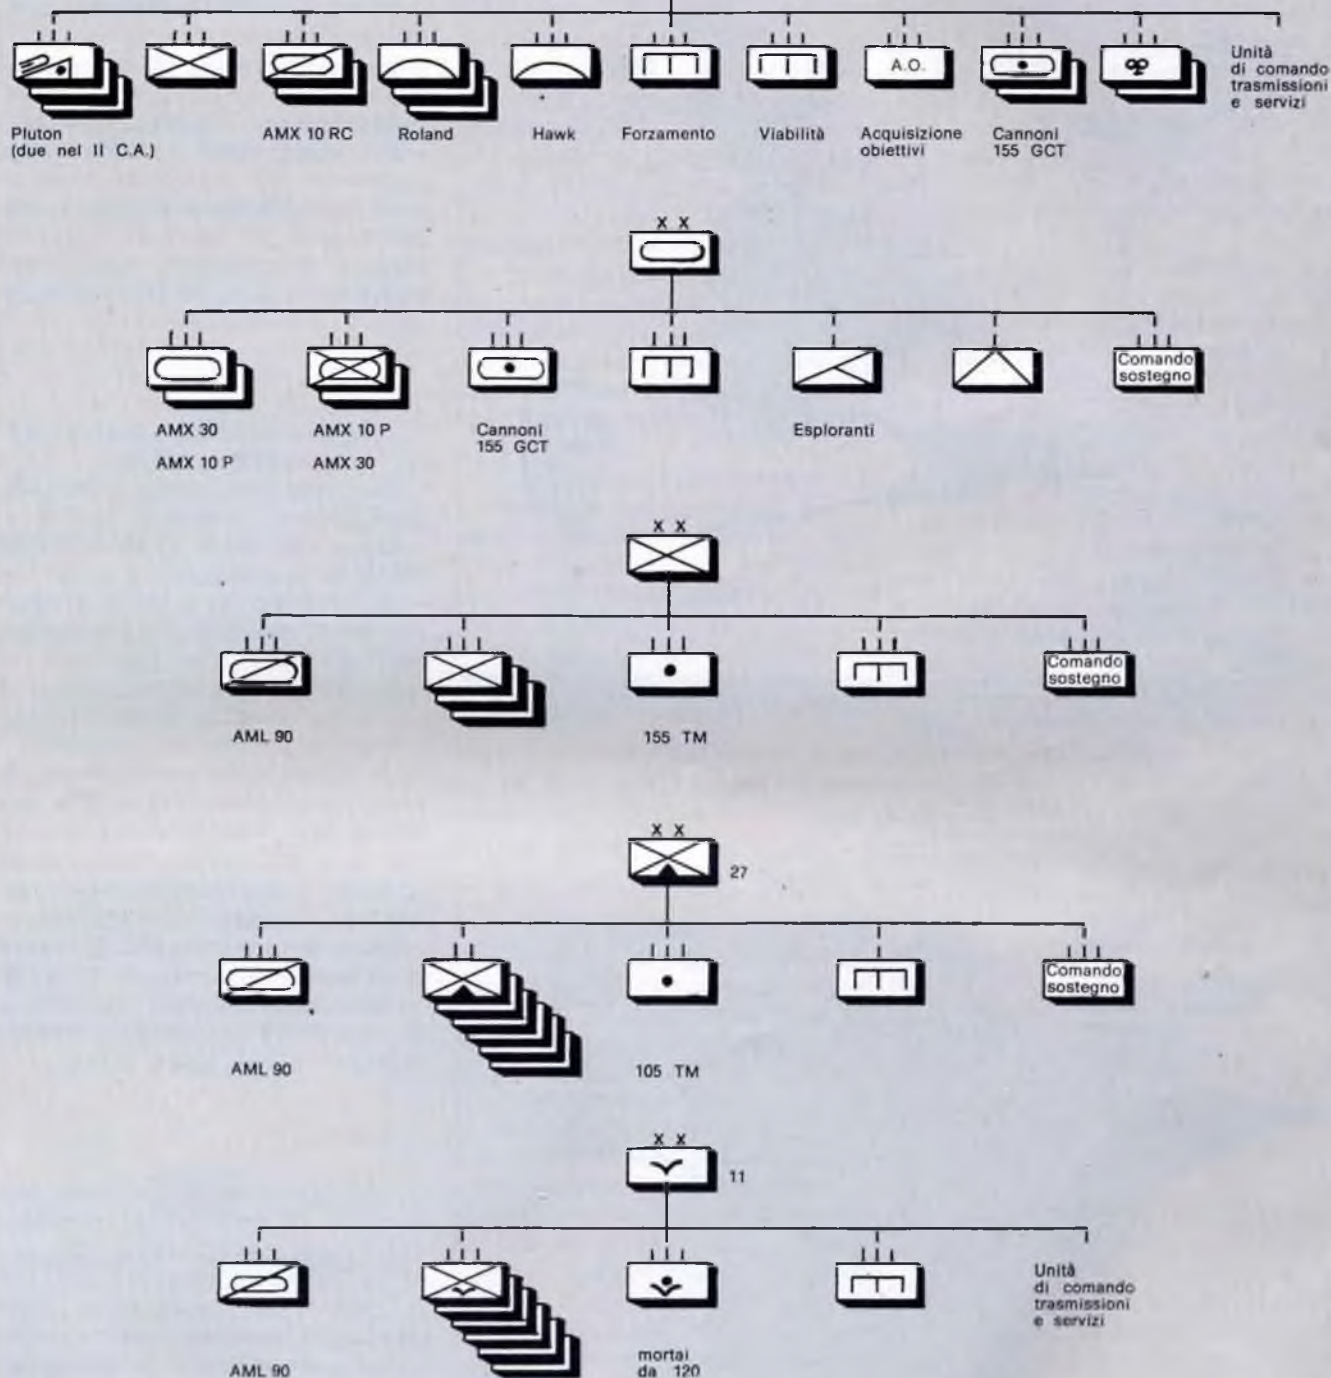 Pluton
(due nel II C.A.)
AMX 10 RC
Roland
Hawk
Forzamento
Viabilità
A.O.
Acquisizione
obiettivi
Cannoni
155 GCT
Unità
di comando
trasmissioni
e servizi
X X
AMX 30
AMX 10 P
AMX 10 P
AMX 30
Cannoni
155 GCT
Esploranti
Comando
sostegno
X X
AML 90
155 TM
Comando
sostegno
X X
27
AML 90
105 TM
Comando
sostegno
X X
11
AML 90
mortai
da 120
Unità
di comando
trasmissioni
e servizi